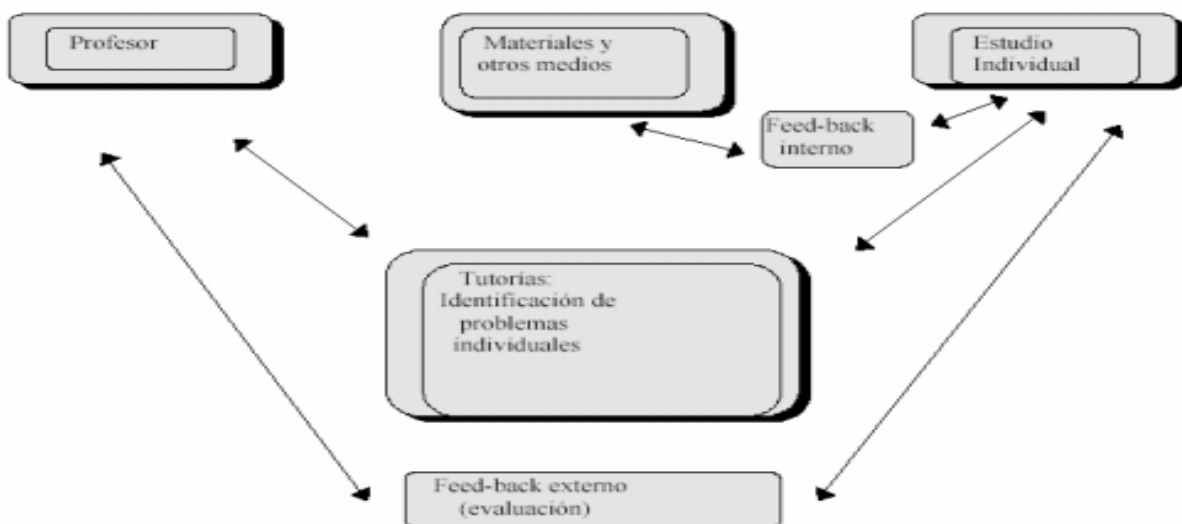 Profesor
Materiales y
otros medios
Estudio
Individual
Feed-back
interno
Tutorías:
Identificación de
problemas
individuales
Feed-back externo
(evaluación)